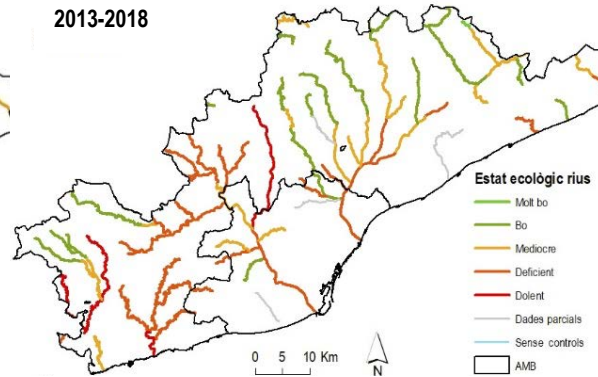 2013-2018
Estat ecològic rius
Molt bo
Bo
Mediocre
Deficient
Dolent
Dades parcials
Sense controls
AMB
0 5 10 Km
N